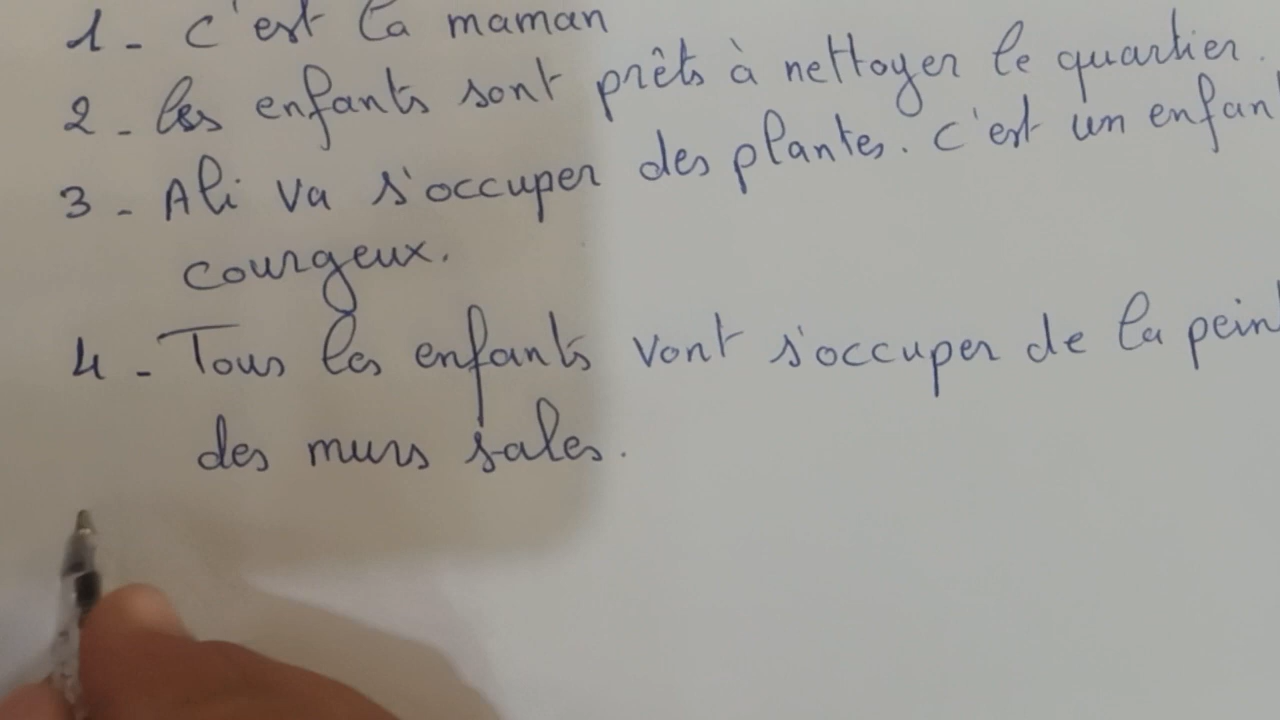 1 - c'est la maman
2 - les enfants sont prêts à nettoyer le quartier.
3 - Ali va s'occuper des plantes. C'est un enfan
courgeux.
4 - Tous les enfants vont s'occuper de la pein
des murs sales.